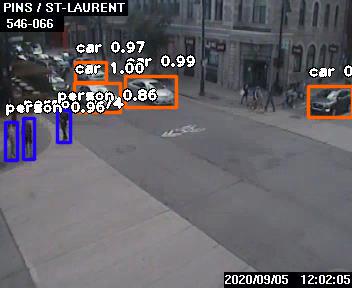 PINS / ST-LAURENT
546-066
car 0.97
car 1.00
car 0.99
car 0
person 0.86
person 0.96
2020/09/05 12:02:05